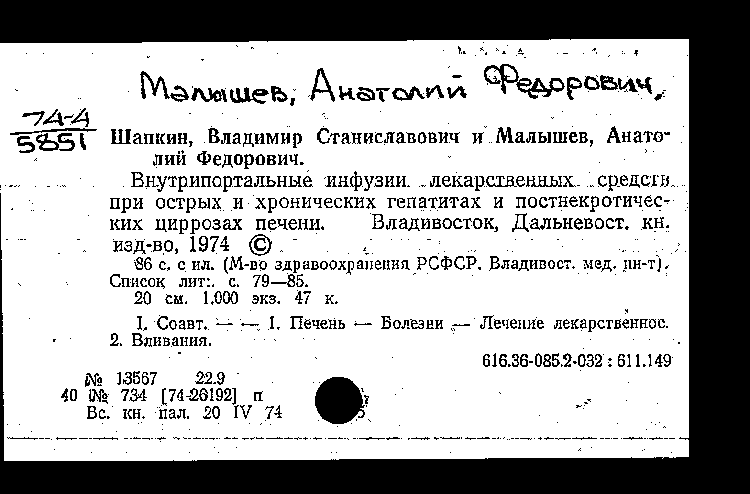 Малышев, Анатолий Федорович,
74-4
5851
Шапкин, Владимир Станиславович и Малышев, Анато-
лий Федорович.
Внутрипортальные инфузии лекарственных средств
при острых и хронических гепатитах и постнекротичес-
ких циррозах печени. Владивосток, Дальневост. кн.
изд-во, 1974 ©
86 с. с ил. (М-во здравоохранения РСФСР. Владивост. мед. ин-т).
Список лит.: с. 79—85.
20 см. 1.000 экз. 47 к.
I. Соавт. — — 1. Печень — Болезни — Лечение лекарственное.
2. Вливания.
616.36-085.2-032 : 611.149
№ 13567 22.9
40 № 734 [74-26192] п
Вс. кн. пал. 20 IV 74